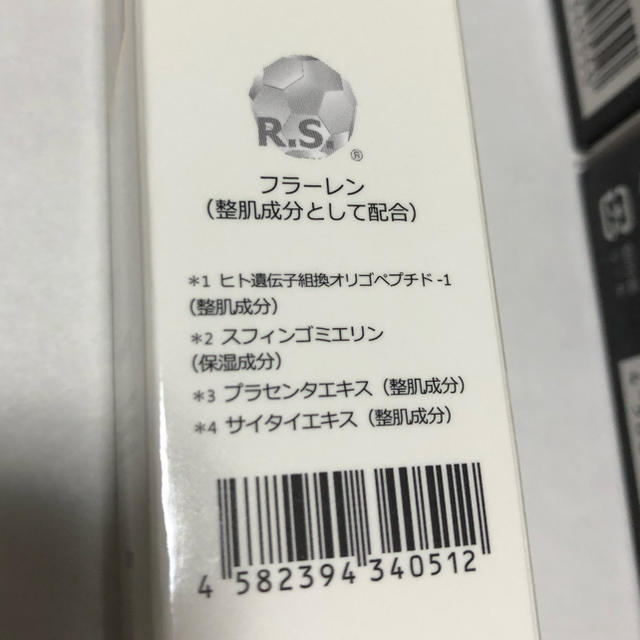 R.S.®
フラーレン
（整肌成分として配合）
*1 ヒト遺伝子組換オリゴペプチド-1
（整肌成分）
*2 スフィンゴミエリン
（保湿成分）
*3 プラセンタエキス（整肌成分）
*4 サイタイエキス（整肌成分）
4 582394 340512